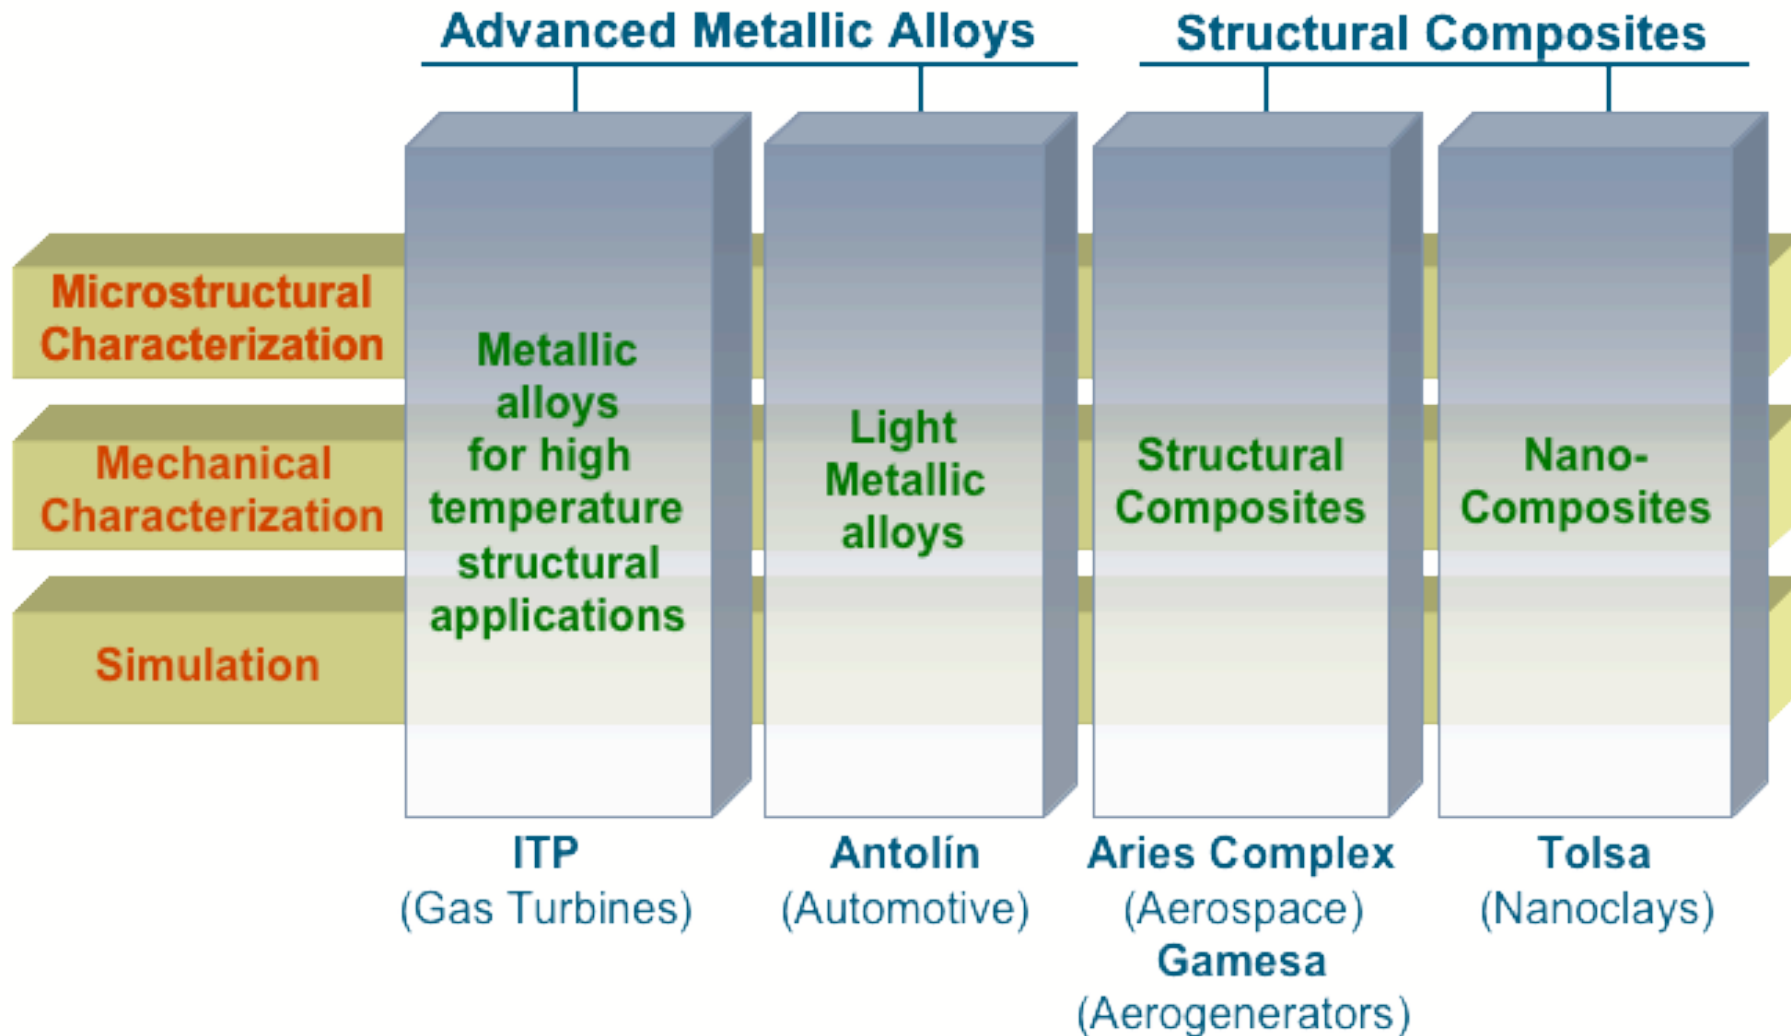 Advanced Metallic Alloys
Structural Composites
Microstructural
Characterization
Mechanical
Characterization
Simulation
Metallic
alloys
for high
temperature
structural
applications
Light
Metallic
alloys
Structural
Composites
Nano-
Composites
ITP
(Gas Turbines)
Antolín
(Automotive)
Aries Complex
(Aerospace)
Gamesa
(Aerogenerators)
Tolsa
(Nanoclays)